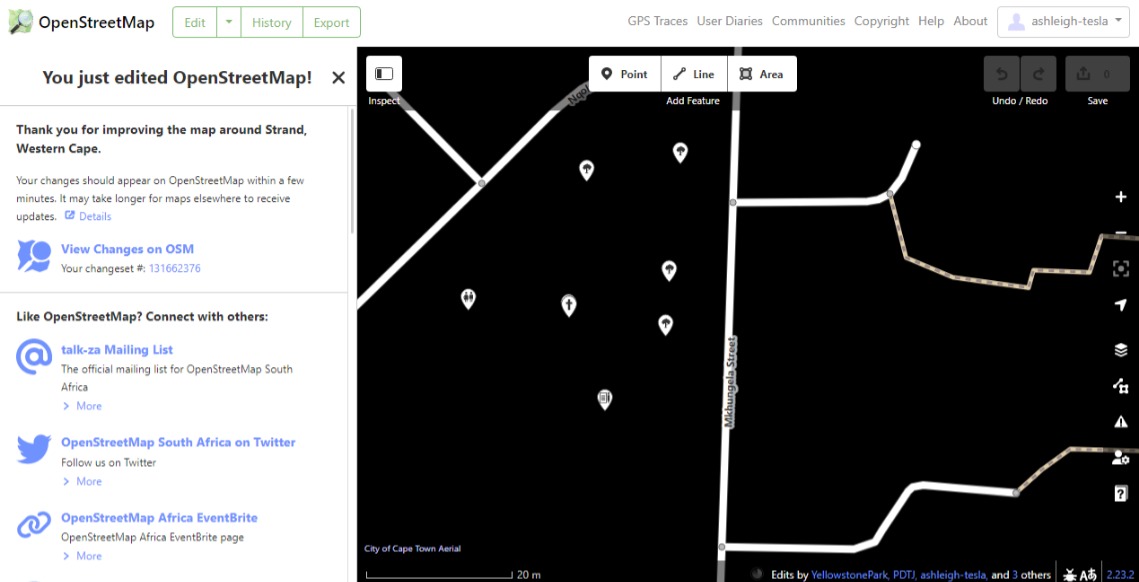 OpenStreetMap
Edit
History
Export
GPS Traces User Diaries Communities Copyright Help About
ashleigh-tesla
You just edited OpenStreetMap!
Thank you for improving the map around Strand,
Western Cape.
Your changes should appear on OpenStreetMap within a few
minutes. It may take longer for maps elsewhere to receive
updates. Details
View Changes on OSM
Your changeset #: 131662376
Like OpenStreetMap? Connect with others:
talk-za Mailing List
The official mailing list for OpenStreetMap South
Africa
More
OpenStreetMap South Africa on Twitter
Follow us on Twitter
More
OpenStreetMap Africa EventBrite
OpenStreetMap Africa EventBrite page
More
Inspect
Point
Line
Area
Add Feature
Undo / Redo
0
Save
Mkhungela Street
City of Cape Town Aerial
20 m
Edits by YellowstonePark, PDTJ, ashleigh-tesla, and 3 others
2.23.2